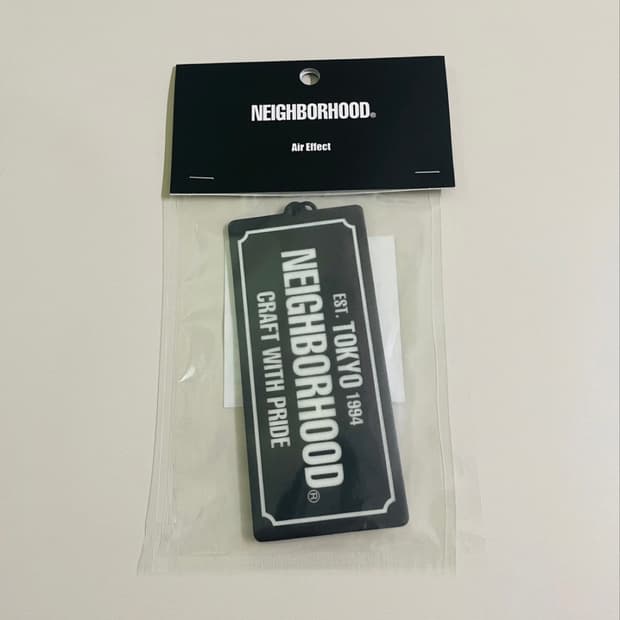 NEIGHBORHOOD®
Air Effect
EST. TOKYO 1994
NEIGHBORHOOD®
CRAFT WITH PRIDE